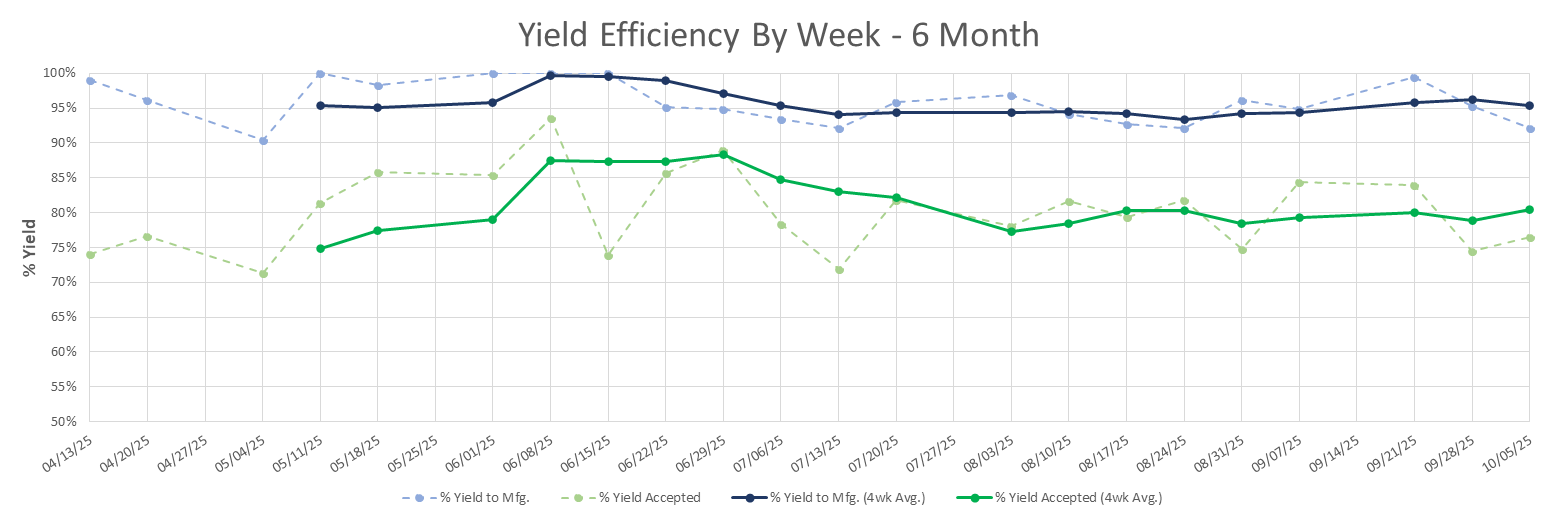 Yield Efficiency By Week - 6 Month
% Yield
100%
95%
90%
85%
80%
75%
70%
65%
60%
55%
50%
04/13/25 04/20/25 04/27/25 05/04/25 05/11/25 05/18/25 05/25/25 06/01/25 06/08/25 06/15/25 06/22/25 06/29/25 07/06/25 07/13/25 07/20/25 07/27/25 08/03/25 08/10/25 08/17/25 08/24/25 08/31/25 09/07/25 09/14/25 09/21/25 09/28/25 10/05/25
% Yield to Mfg. % Yield Accepted % Yield to Mfg. (4wk Avg.) % Yield Accepted (4wk Avg.)